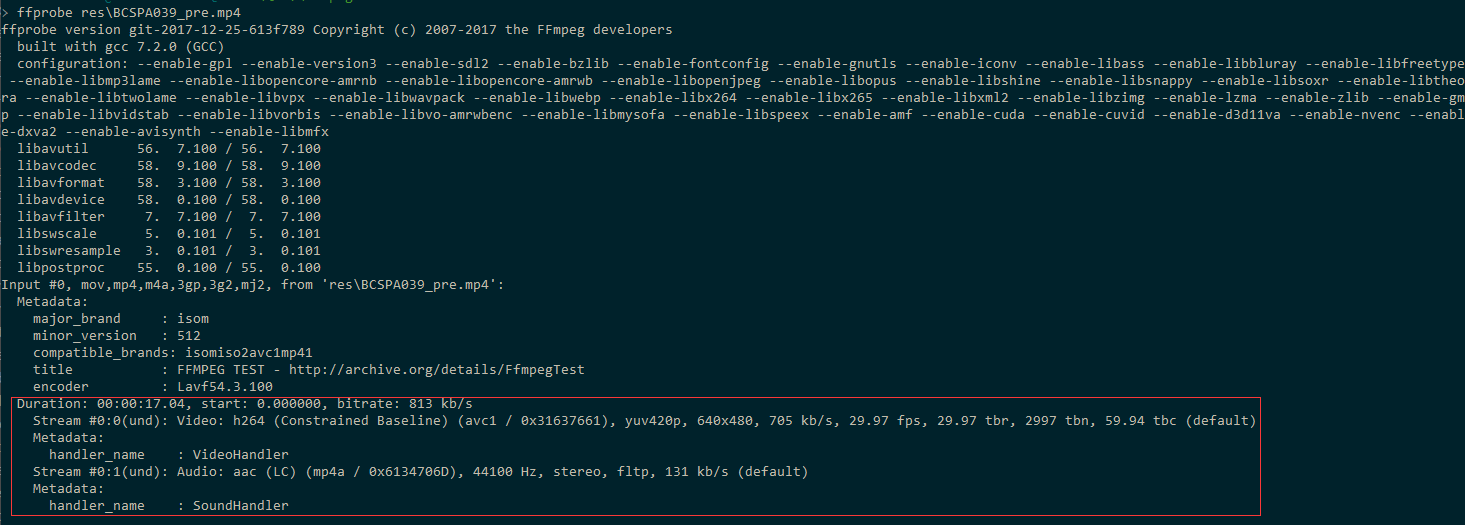 > ffprobe res\BCSPA039_pre.mp4
ffprobe version git-2017-12-25-613f789 Copyright (c) 2007-2017 the FFmpeg developers
  built with gcc 7.2.0 (GCC)
  configuration: --enable-gpl --enable-version3 --enable-sdl2 --enable-bzlib --enable-fontconfig --enable-gnutls --enable-iconv --enable-libass --enable-libbluray --enable-libfreetype
 --enable-libmp3lame --enable-libopencore-amrnb --enable-libopencore-amrwb --enable-libopenjpeg --enable-libopus --enable-libshine --enable-libsnappy --enable-libsoxr --enable-libtheo
ra --enable-libtwolame --enable-libvpx --enable-libwavpack --enable-libwebp --enable-libx264 --enable-libx265 --enable-libxml2 --enable-libzimg --enable-lzma --enable-zlib --enable-gm
p --enable-libvidstab --enable-libvorbis --enable-libvo-amrwbenc --enable-libmysofa --enable-libspeex --enable-amf --enable-cuda --enable-cuvid --enable-d3d11va --enable-nvenc --enabl
e-dxva2 --enable-avisynth --enable-libmfx
  libavutil      56.  7.100 / 56.  7.100
  libavcodec     58.  9.100 / 58.  9.100
  libavformat    58.  3.100 / 58.  3.100
  libavdevice    58.  0.100 / 58.  0.100
  libavfilter     7.  7.100 /  7.  7.100
  libswscale      5.  0.101 /  5.  0.101
  libswresample   3.  0.101 /  3.  0.101
  libpostproc    55.  0.100 / 55.  0.100
Input #0, mov,mp4,m4a,3gp,3g2,mj2, from 'res\BCSPA039_pre.mp4':
  Metadata:
    major_brand     : isom
    minor_version   : 512
    compatible_brands: isomiso2avc1mp41
    title           : FFMPEG TEST - http://archive.org/details/FfmpegTest
    encoder         : Lavf54.3.100
  Duration: 00:00:17.04, start: 0.000000, bitrate: 813 kb/s
    Stream #0:0(und): Video: h264 (Constrained Baseline) (avc1 / 0x31637661), yuv420p, 640x480, 705 kb/s, 29.97 fps, 29.97 tbr, 2997 tbn, 59.94 tbc (default)
    Metadata:
      handler_name    : VideoHandler
    Stream #0:1(und): Audio: aac (LC) (mp4a / 0x6134706D), 44100 Hz, stereo, fltp, 131 kb/s (default)
    Metadata:
      handler_name    : SoundHandler